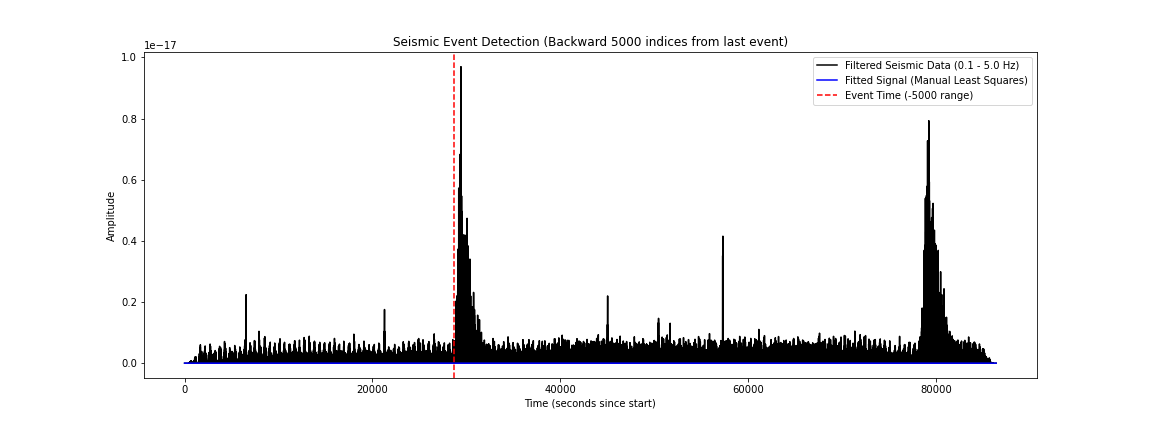 Seismic Event Detection (Backward 5000 indices from last event)
1e−17
1.0
0.8
0.6
0.4
0.2
0.0
Amplitude
Filtered Seismic Data (0.1 - 5.0 Hz)
Fitted Signal (Manual Least Squares)
Event Time (-5000 range)
0 20000 40000 60000 80000
Time (seconds since start)